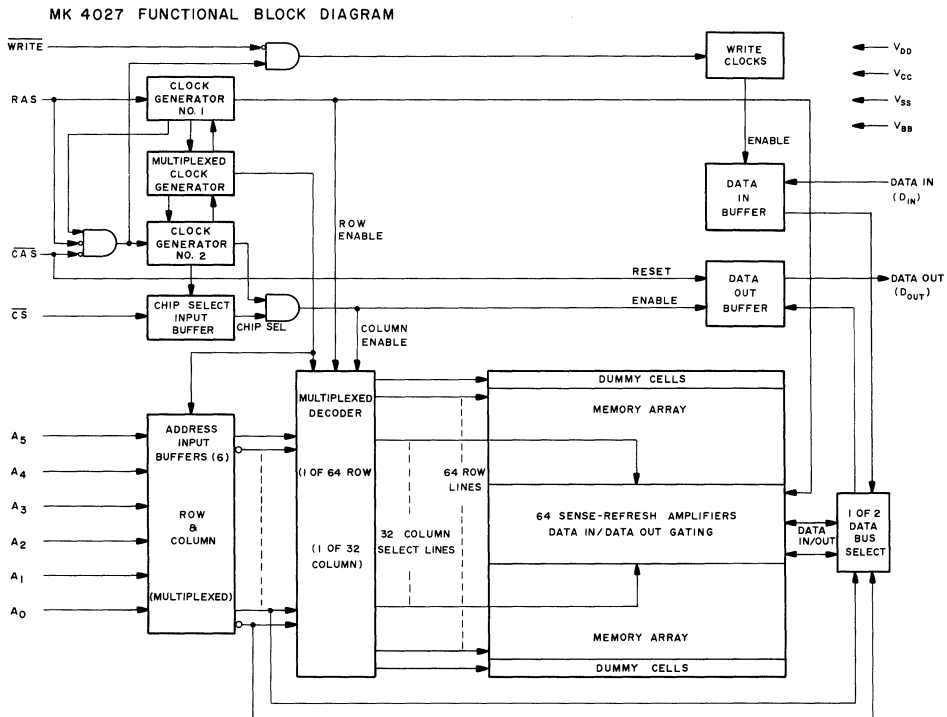 MK 4027 FUNCTIONAL BLOCK DIAGRAM
WRITE
WRITE
CLOCKS
V_DD
V_CC
V_SS
V_BB
RAS
CLOCK
GENERATOR
NO. 1
ENABLE
MULTIPLEXED
CLOCK
GENERATOR
DATA
IN
BUFFER
DATA IN
(D_IN)
ROW
ENABLE
CAS
CLOCK
GENERATOR
NO. 2
RESET
DATA
OUT
BUFFER
DATA OUT
(D_OUT)
CS
CHIP SELECT
INPUT
BUFFER
CHIP SEL
ENABLE
COLUMN
ENABLE
DUMMY CELLS
MEMORY ARRAY
MULTIPLEXED
DECODER
(1 OF 64 ROW)
(1 OF 32
COLUMN)
ADDRESS
INPUT
BUFFERS (6)
ROW
&
COLUMN
(MULTIPLEXED)
A5
A4
A3
A2
A1
A0
64 ROW
LINES
32 COLUMN
SELECT LINES
64 SENSE-REFRESH AMPLIFIERS
DATA IN/DATA OUT GATING
DATA
IN/OUT
1 OF 2
DATA
BUS
SELECT
MEMORY ARRAY
DUMMY CELLS